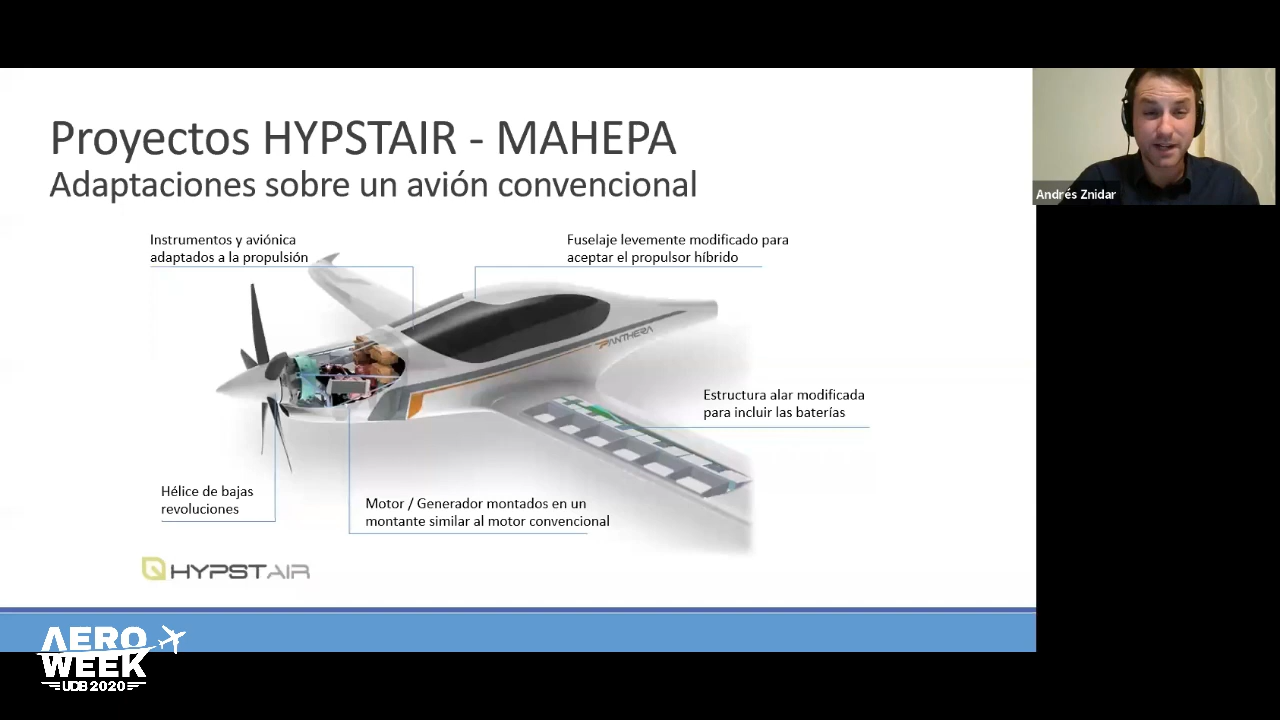 Proyectos HYPSTAIR - MAHEPA
Adaptaciones sobre un avión convencional
Andrés Znidar
Instrumentos y aviónica
adaptados a la propulsión
Fuselaje levemente modificado para
aceptar el propulsor híbrido
PANTHERA
Estructura alar modificada
para incluir las baterías
Hélice de bajas
revoluciones
Motor / Generador montados en un
montante similar al motor convencional
HYPSTAIR
AERO
WEEK
UDB 2020